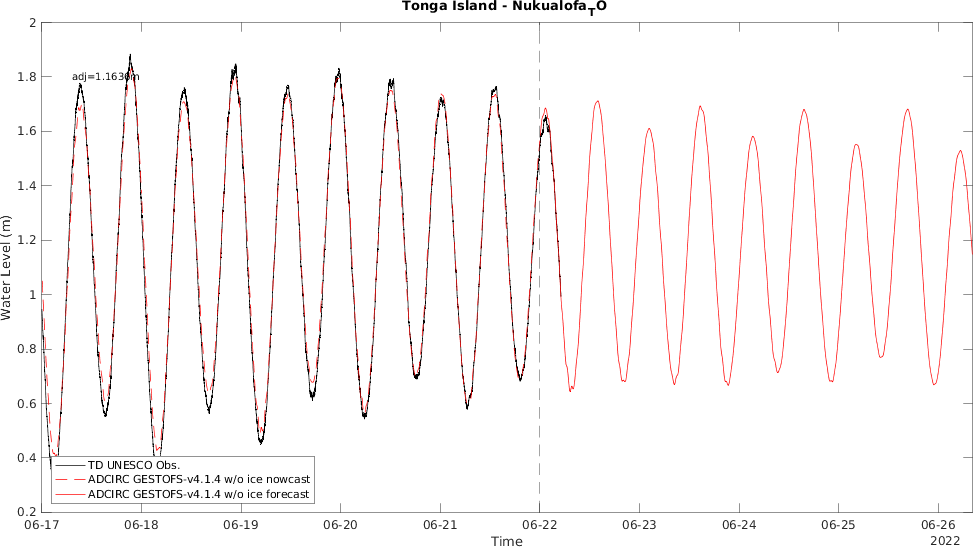 Tonga Island - NukualofaTO
adj=1.1630m
Water Level (m)
2
1.8
1.6
1.4
1.2
1
0.8
0.6
0.4
0.2
TD UNESCO Obs.
ADCIRC GESTOFS-v4.1.4 w/o ice nowcast
ADCIRC GESTOFS-v4.1.4 w/o ice forecast
06-17 06-18 06-19 06-20 06-21 06-22 06-23 06-24 06-25 06-26
Time
2022